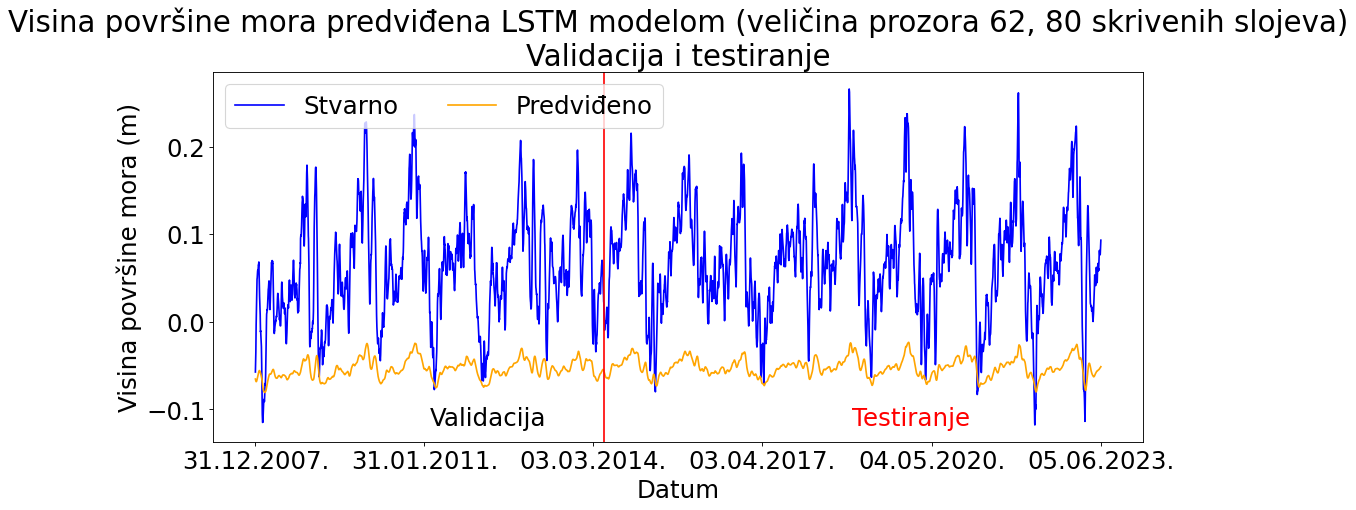 Visina površine mora predviđena LSTM modelom (veličina prozora 62, 80 skrivenih slojeva)
Validacija i testiranje
Stvarno
Predviđeno
Visina površine mora (m)
0.2
0.1
0.0
−0.1
Validacija
Testiranje
31.12.2007.
31.01.2011.
03.03.2014.
03.04.2017.
04.05.2020.
05.06.2023.
Datum